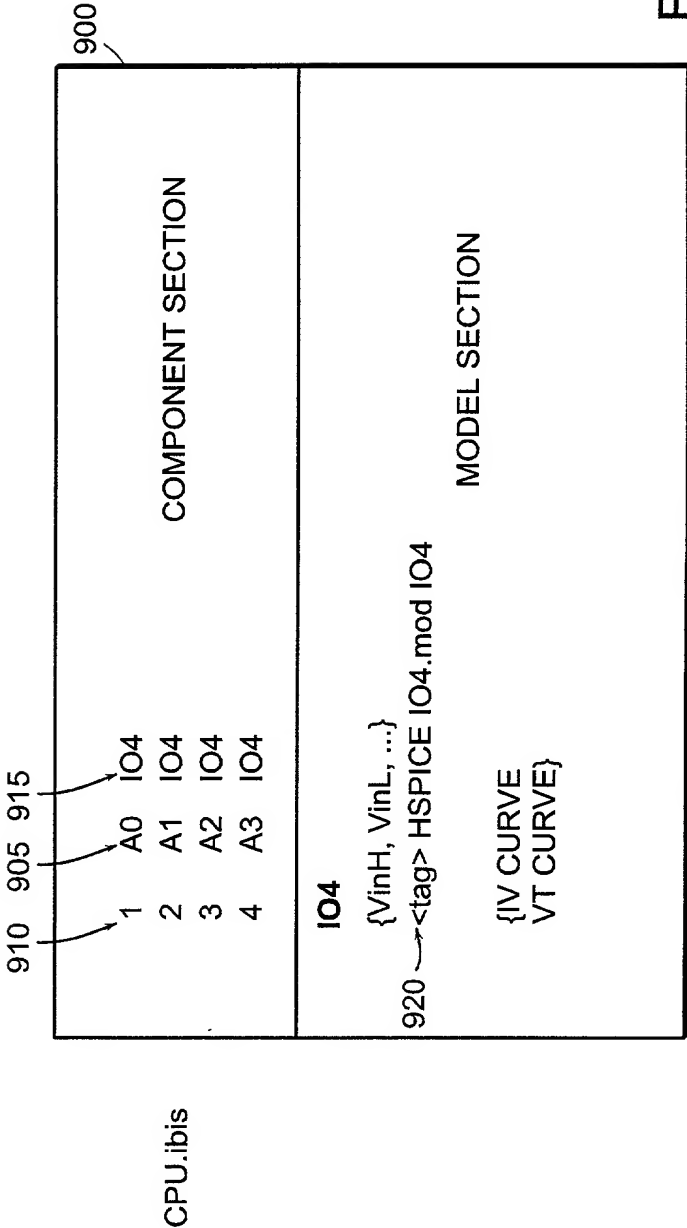 910 905 915
900
CPU.ibis
1 A0 IO4
2 A1 IO4
3 A2 IO4
4 A3 IO4
COMPONENT SECTION
IO4
{VinH, VinL, ...}
920 <tag> HSPICE IO4.mod IO4
MODEL SECTION
{IV CURVE
VT CURVE}